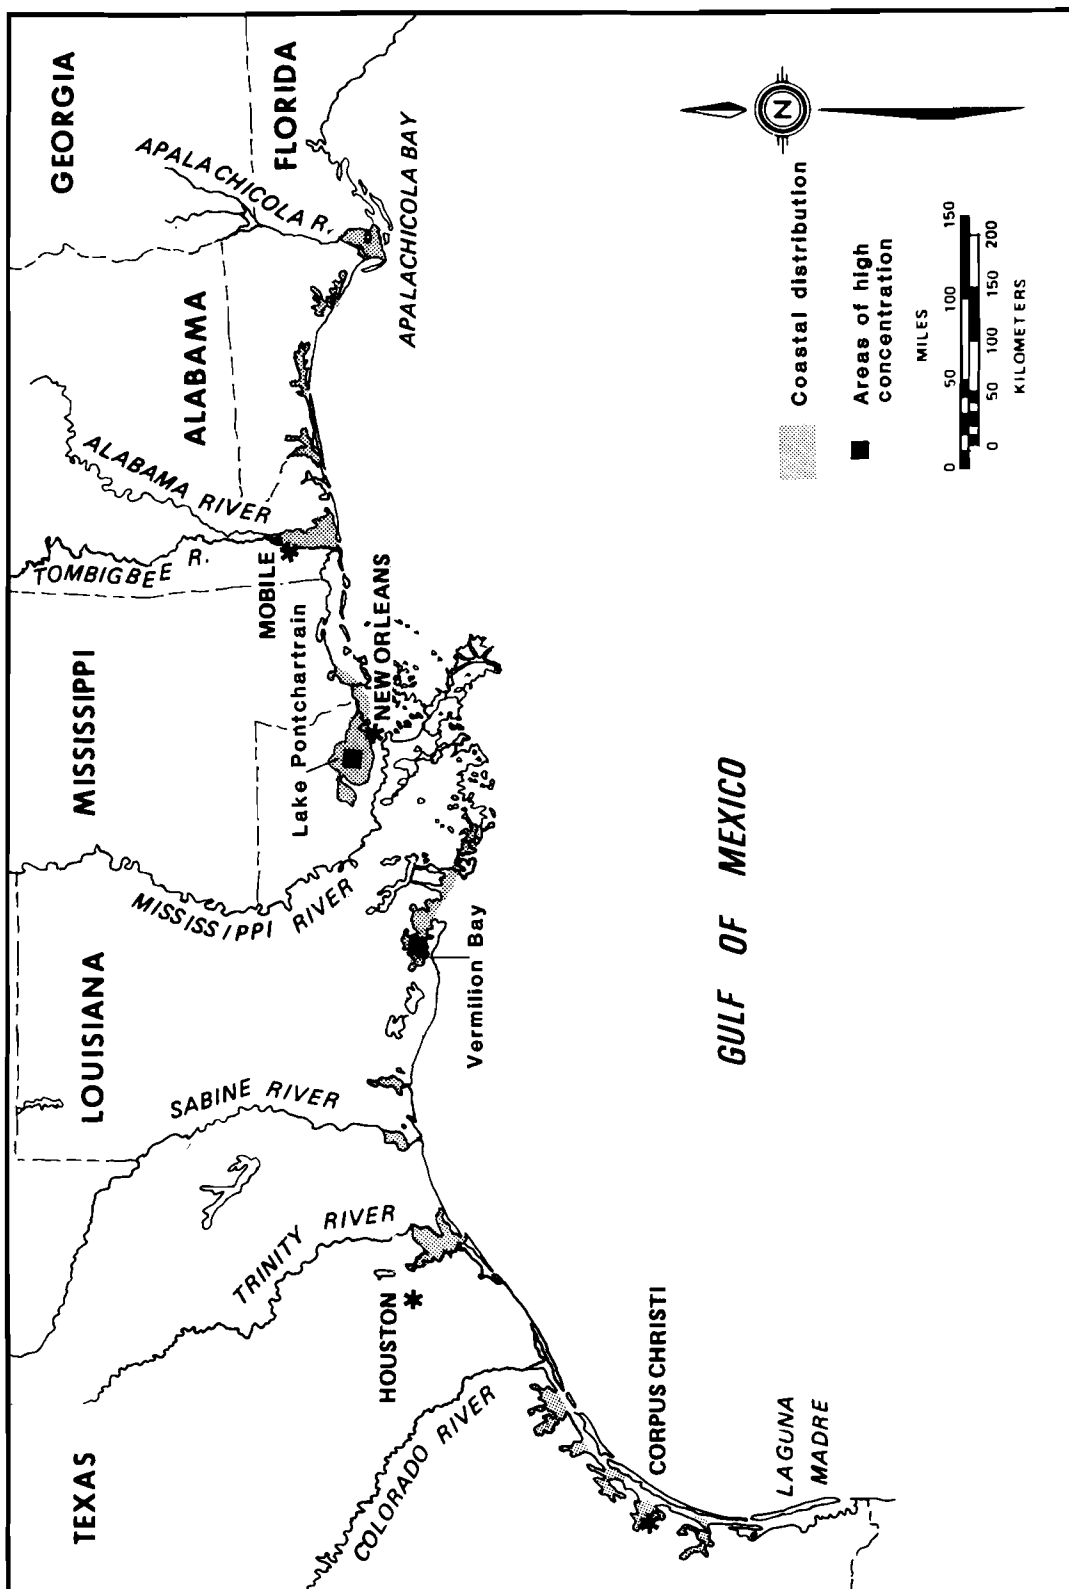 TEXAS
LOUISIANA
MISSISSIPPI
ALABAMA
GEORGIA
FLORIDA
COLORADO RIVER
TRINITY RIVER
SABINE RIVER
MISSISSIPPI RIVER
TOMBIGBEE R.
ALABAMA RIVER
APALACHICOLA R.
HOUSTON
CORPUS CHRISTI
LAGUNA
MADRE
Vermilion Bay
Lake Pontchartrain
NEW ORLEANS
MOBILE
APALACHICOLA BAY
GULF OF MEXICO
N
Coastal distribution
Areas of high
concentration
MILES
0 50 100 150
0 50 100 150 200
KILOMETERS